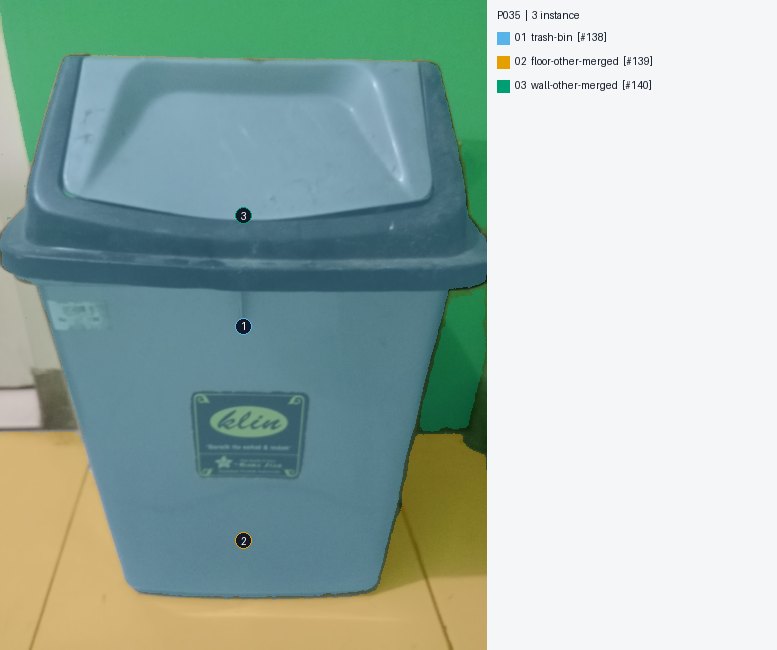 P035 | 3 instance
01 trash-bin [#138]
02 floor-other-merged [#139]
03 wall-other-merged [#140]
3
1
klin
2